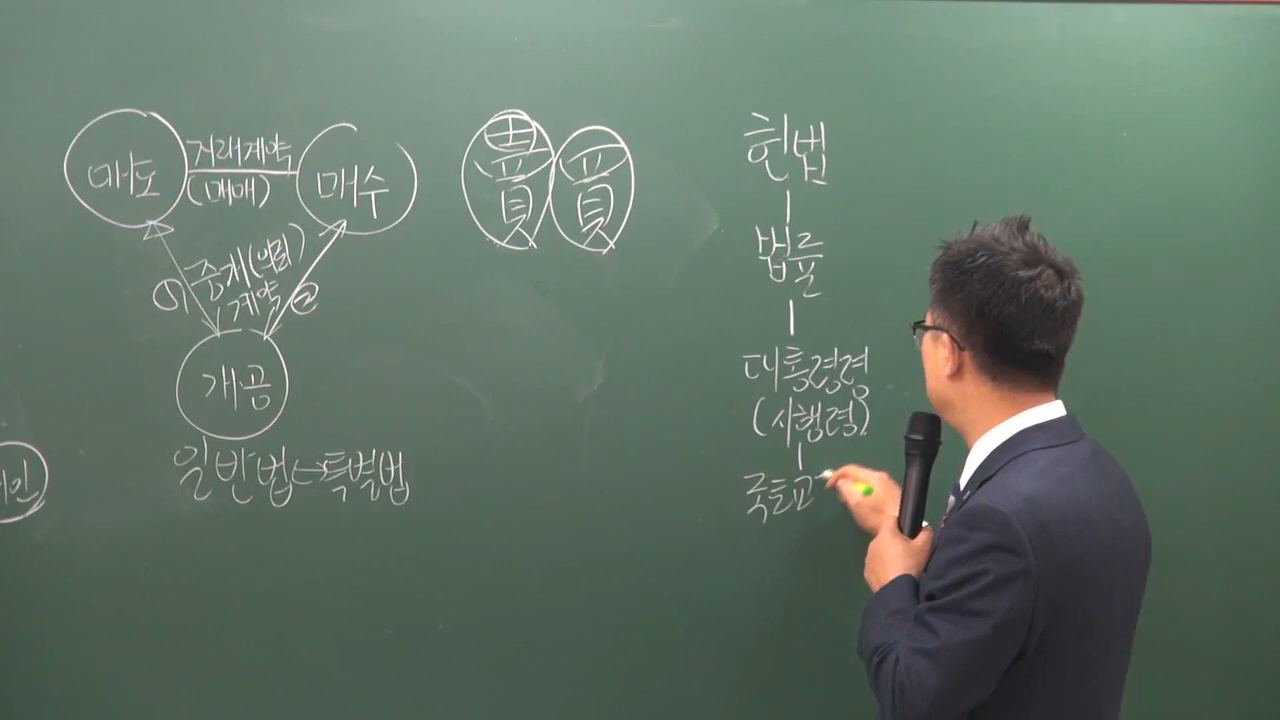 매도
거래계약
(매매)
매수
① 중개(의뢰) ②
계약
개공
일반법↔특별법
인
賣 買
헌법
법률
대통령령
(시행령)
국토교